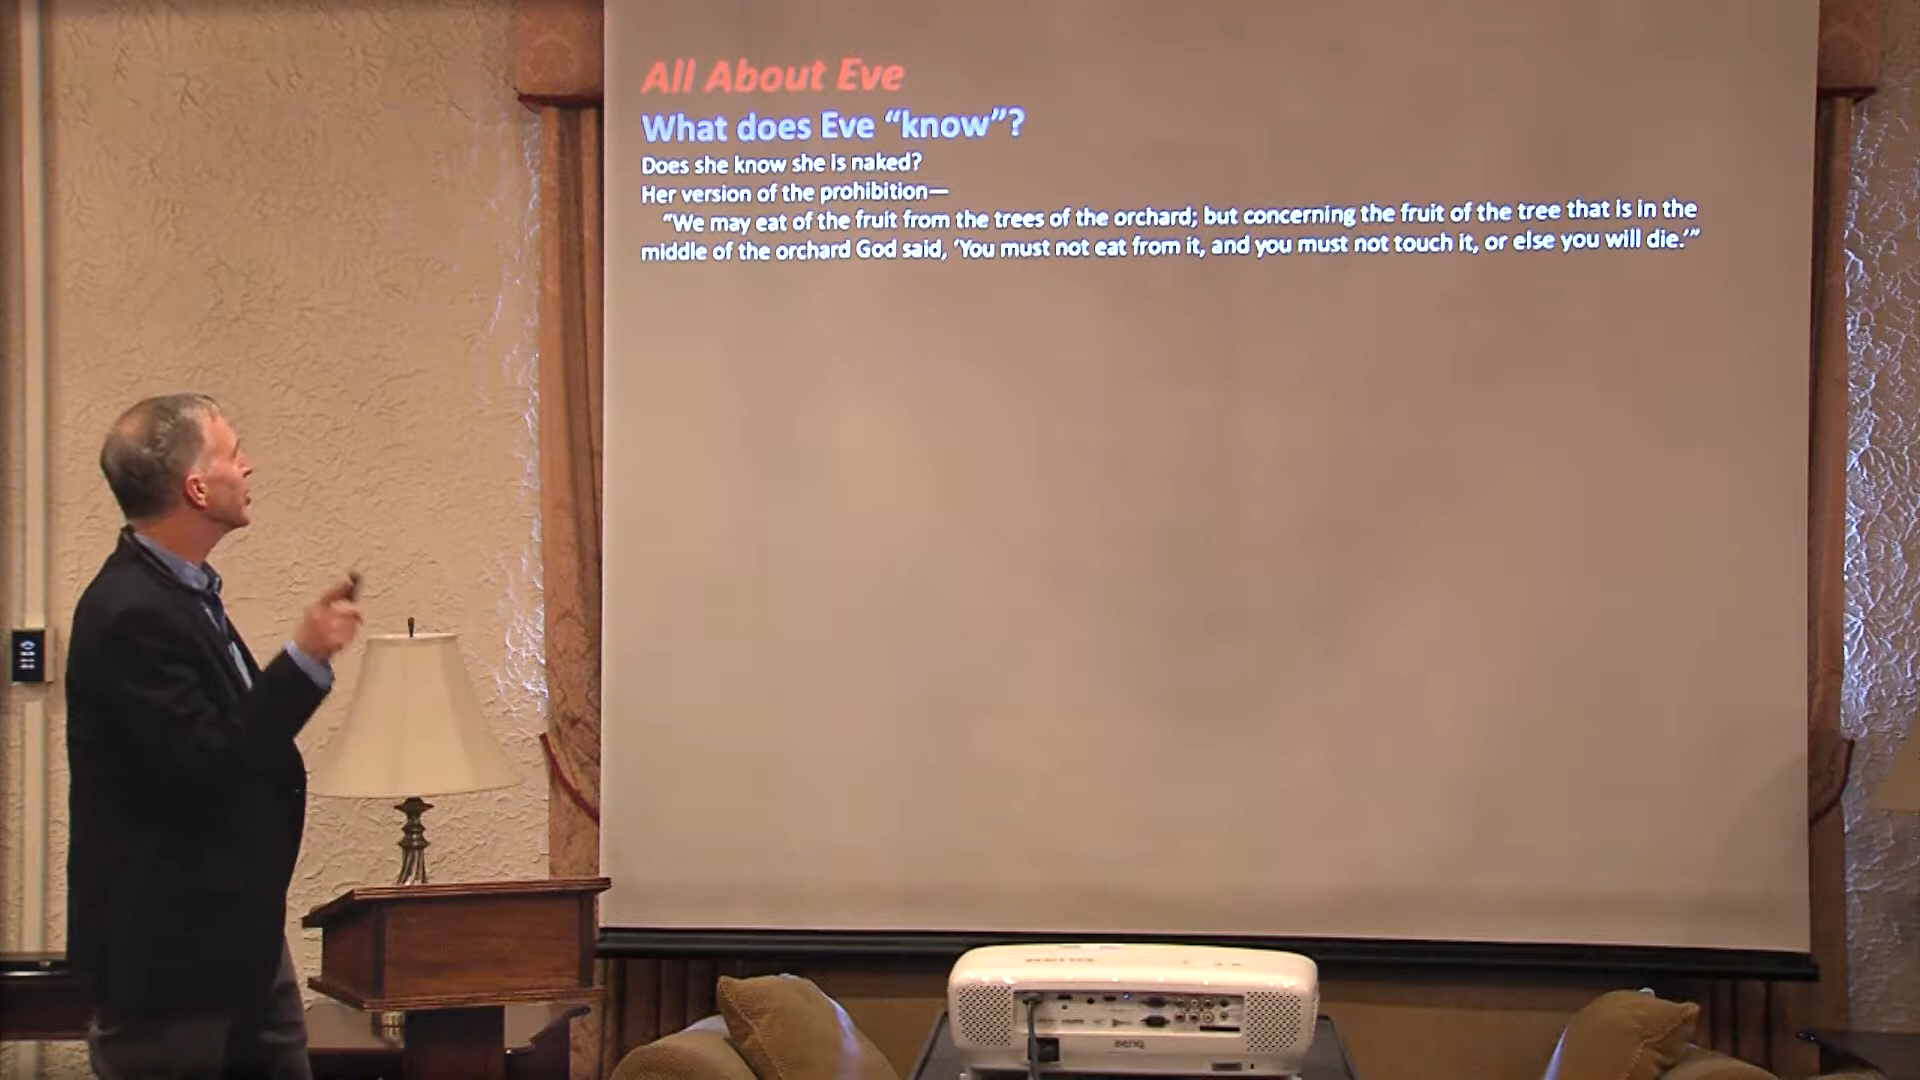 All About Eve
What does Eve “know”?
Does she know she is naked?
Her version of the prohibition—
“We may eat of the fruit from the trees of the orchard; but concerning the fruit of the tree that is in the
middle of the orchard God said, ‘You must not eat from it, and you must not touch it, or else you will die.’”
BenQ